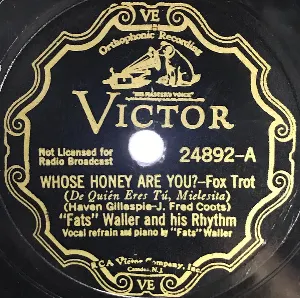 VE
Orthophonic Recording
"HIS MASTER'S VOICE"
VICTOR
Not Licensed for
Radio Broadcast
24892-A
WHOSE HONEY ARE YOU?–Fox Trot
(De Quién Eres Tú, Mielesita)
(Haven Gillespie-J. Fred Coots)
"Fats" Waller and his Rhythm
Vocal refrain and piano by "Fats" Waller
RCA Victor Company, Inc.
Camden, N.J.
VE